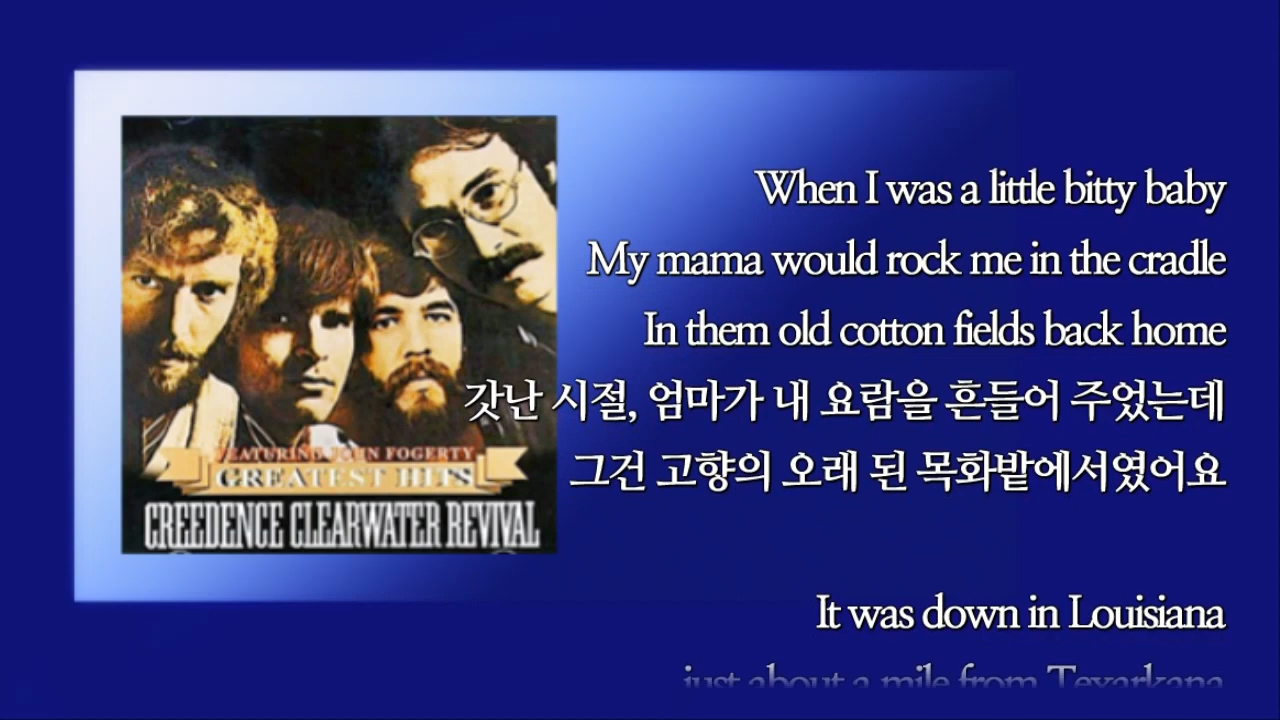 FEATURING JOHN FOGERTY
GREATEST HITS
CREEDENCE CLEARWATER REVIVAL
When I was a little bitty baby
My mama would rock me in the cradle
In them old cotton fields back home
갓난 시절, 엄마가 내 요람을 흔들어 주었는데
그건 고향의 오래 된 목화밭에서였어요
It was down in Louisiana
just about a mile from Texarkana